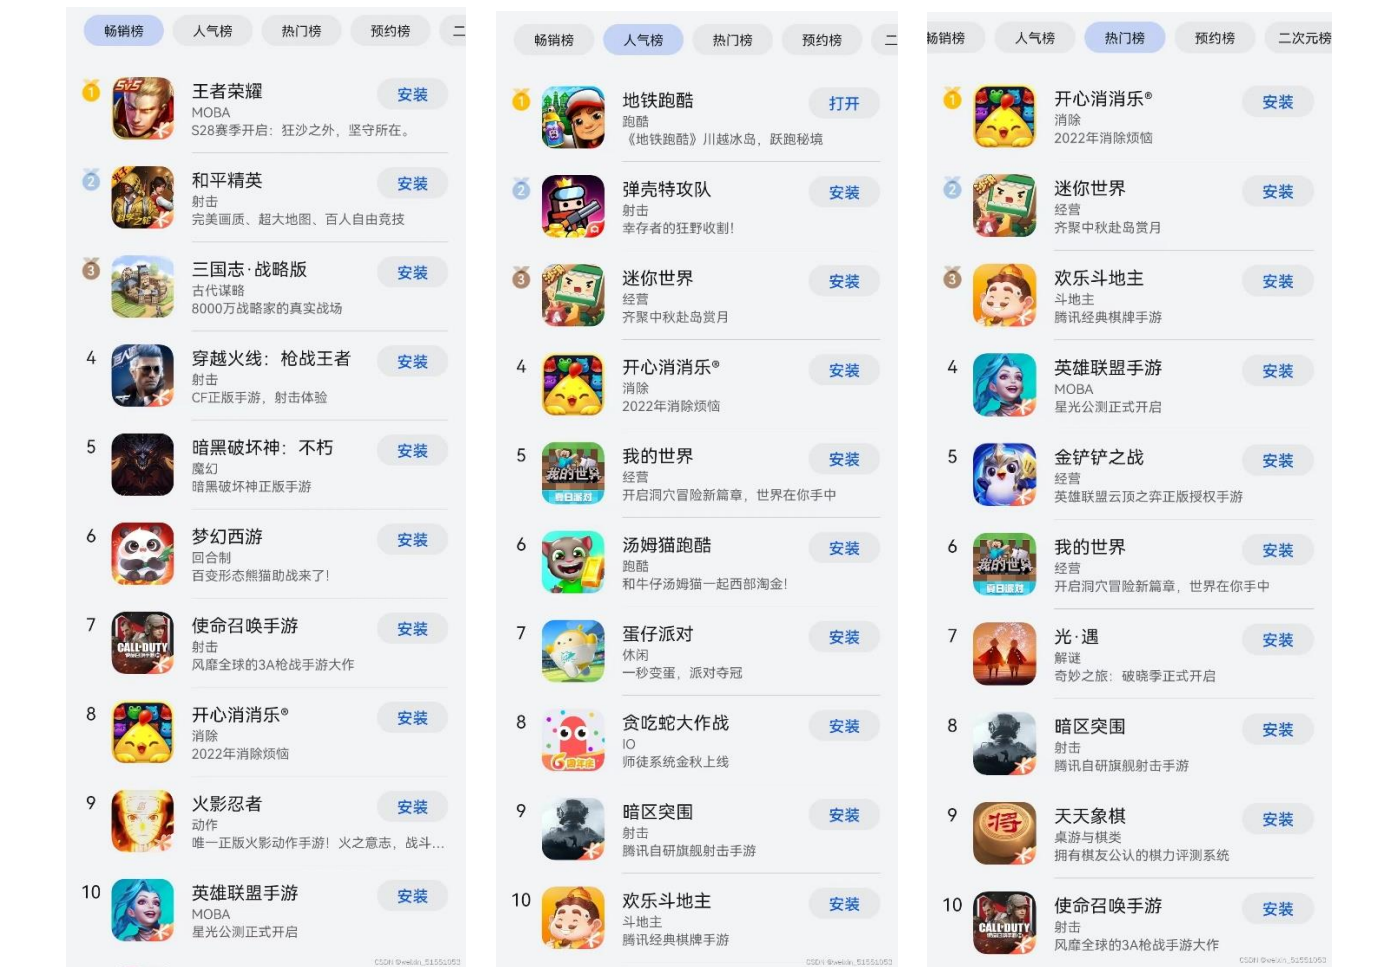 畅销榜
人气榜
热门榜
预约榜
二
1
王者荣耀
MOBA
S28赛季开启：狂沙之外，坚守所在。
安装
2
和平精英
射击
完美画质、超大地图、百人自由竞技
安装
3
三国志·战略版
古代谋略
8000万战略家的真实战场
安装
4
穿越火线：枪战王者
射击
CF正版手游，射击体验
安装
5
暗黑破坏神：不朽
魔幻
暗黑破坏神正版手游
安装
6
梦幻西游
回合制
百变形态熊猫助战来了！
安装
7
CALL·DUTY
使命召唤手游
射击
风靡全球的3A枪战手游大作
安装
8
开心消消乐®
消除
2022年消除烦恼
安装
9
火影忍者
动作
唯一正版火影动作手游！火之意志，战斗...
安装
10
英雄联盟手游
MOBA
星光公测正式开启
安装
CSDN @weixin_51551053
畅销榜
人气榜
热门榜
预约榜
二
1
地铁跑酷
跑酷
《地铁跑酷》川越冰岛，跃跑秘境
打开
2
弹壳特攻队
射击
幸存者的狂野收割！
安装
3
迷你世界
经营
齐聚中秋赴岛赏月
安装
4
开心消消乐®
消除
2022年消除烦恼
安装
5
我的世界
夏日派对
我的世界
经营
开启洞穴冒险新篇章，世界在你手中
安装
6
汤姆猫跑酷
跑酷
和牛仔汤姆猫一起西部淘金！
安装
7
蛋仔派对
休闲
一秒变蛋，派对夺冠
安装
8
6周年庆
贪吃蛇大作战
IO
师徒系统金秋上线
安装
9
暗区突围
射击
腾讯自研旗舰射击手游
安装
10
欢乐斗地主
斗地主
腾讯经典棋牌手游
安装
CSDN @weixin_51551053
畅销榜
人气榜
热门榜
预约榜
二次元榜
1
开心消消乐®
消除
2022年消除烦恼
安装
2
迷你世界
经营
齐聚中秋赴岛赏月
安装
3
欢乐斗地主
斗地主
腾讯经典棋牌手游
安装
4
英雄联盟手游
MOBA
星光公测正式开启
安装
5
金铲铲之战
经营
英雄联盟云顶之弈正版授权手游
安装
6
我的世界
夏日派对
我的世界
经营
开启洞穴冒险新篇章，世界在你手中
安装
7
光·遇
解谜
奇妙之旅：破晓季正式开启
安装
8
暗区突围
射击
腾讯自研旗舰射击手游
安装
9
将
天天象棋
桌游与棋类
拥有棋友公认的棋力评测系统
安装
10
CALL·DUTY
使命召唤手游
射击
风靡全球的3A枪战手游大作
安装
CSDN @weixin_51551053